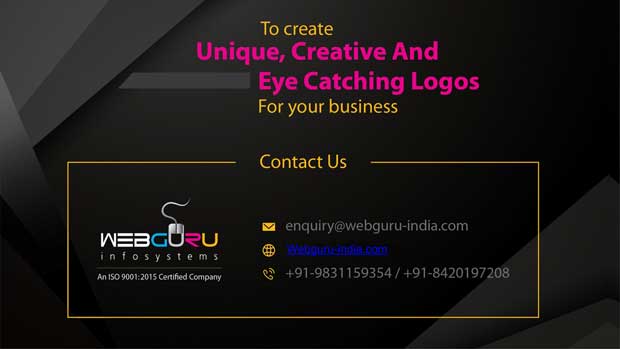 To create
Unique, Creative And
Eye Catching Logos
For your business
Contact Us
WEBGURU
infosystems
An ISO 9001:2015 Certified Company
enquiry@webguru-india.com
Webguru-india.com
+91-9831159354 / +91-8420197208